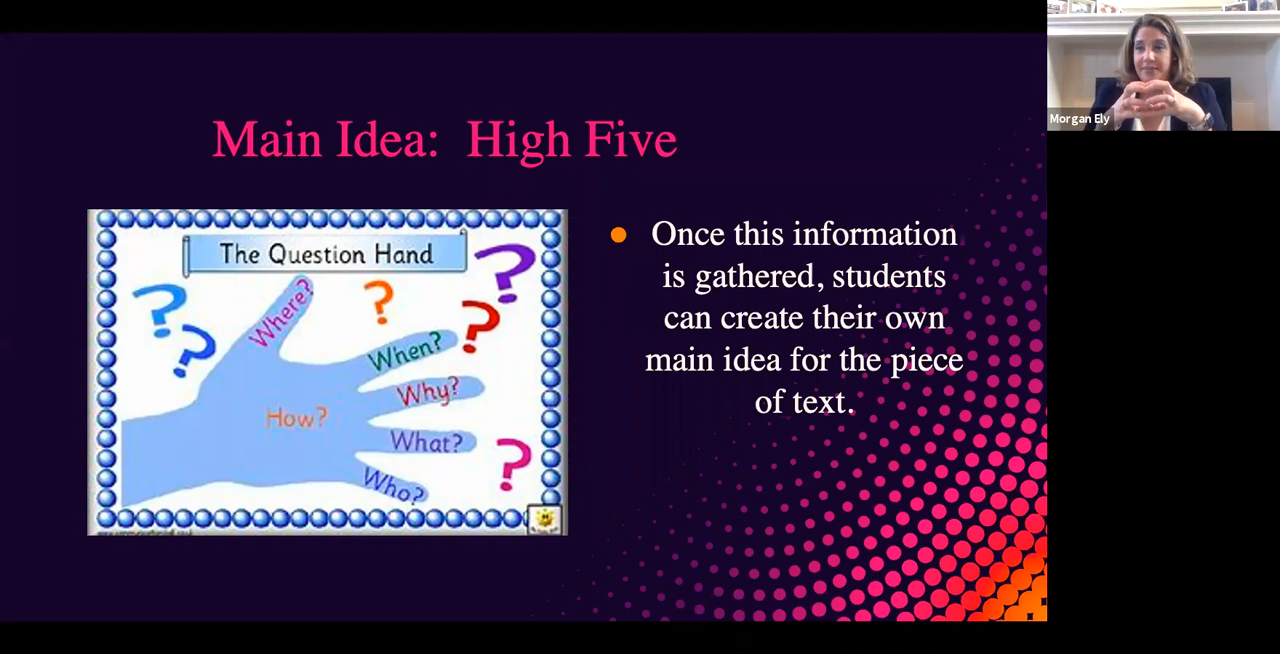 Main Idea:  High Five
The Question Hand
Where?
When?
Why?
What?
Who?
How?
Once this information
is gathered, students
can create their own
main idea for the piece
of text.
Morgan Ely